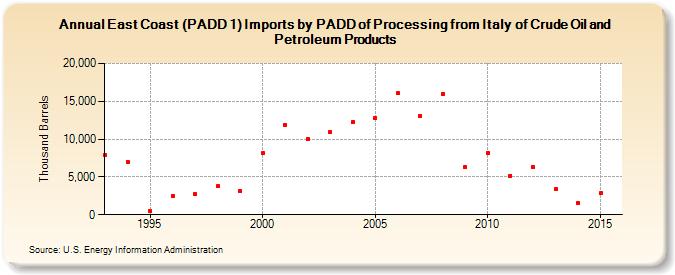 Annual East Coast (PADD 1) Imports by PADD of Processing from Italy of Crude Oil and
Petroleum Products
Thousand Barrels
20,000
15,000
10,000
5,000
0
1995
2000
2005
2010
2015
Source: U.S. Energy Information Administration